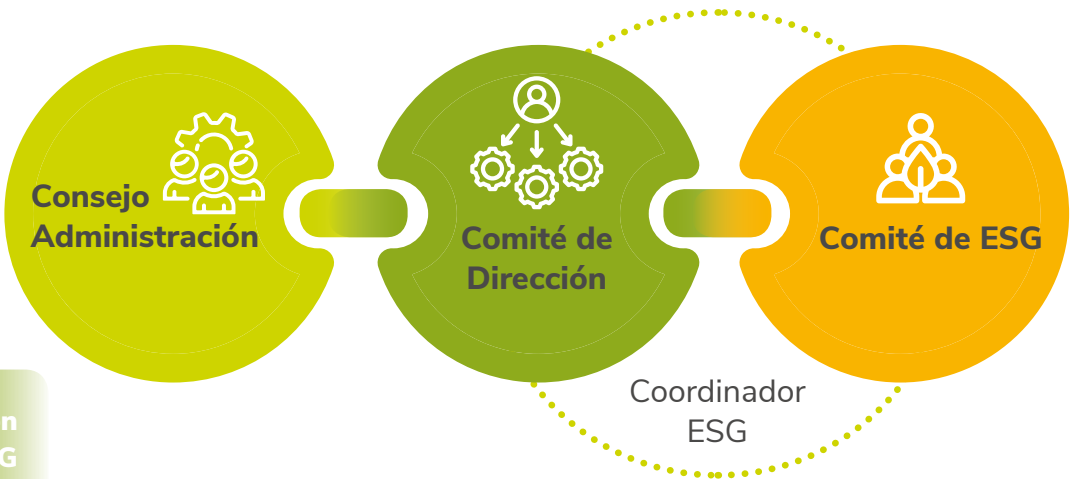 Consejo
Administración
Comité de
Dirección
Comité de ESG
Coordinador
ESG